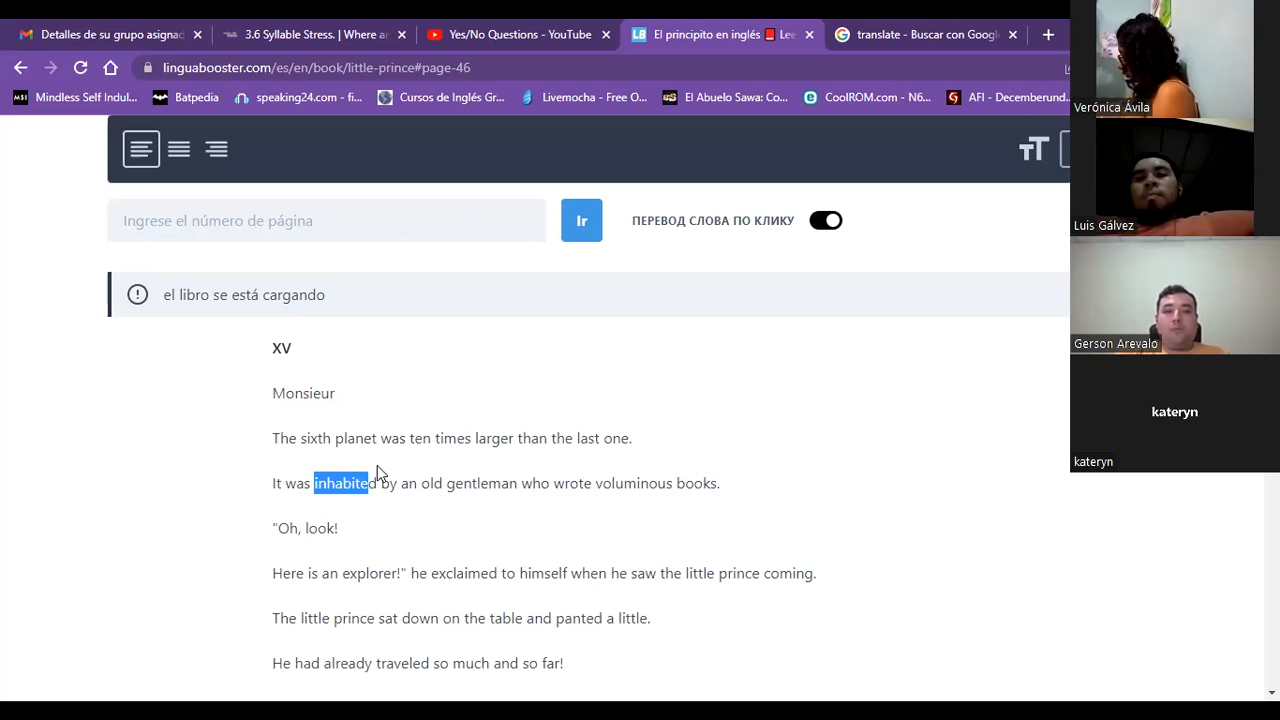 Detalles de su grupo asignad
3.6 Syllable Stress. | Where ar
Yes/No Questions - YouTube
LB El principito en inglés 📕 Lee
translate - Buscar con Google
linguabooster.com/es/en/book/little-prince#page-46
Mindless Self Indul...
Batpedia
speaking24.com - fi...
Cursos de Inglés Gr...
Livemocha - Free O...
El Abuelo Sawa: Co...
CoolROM.com - N6...
AFI - Decemberund...
TT
Ingrese el número de página
Ir
ПЕРЕВОД СЛОВА ПО КЛИКУ
el libro se está cargando
XV
Monsieur
The sixth planet was ten times larger than the last one.
It was inhabited by an old gentleman who wrote voluminous books.
"Oh, look!
Here is an explorer!" he exclaimed to himself when he saw the little prince coming.
The little prince sat down on the table and panted a little.
He had already traveled so much and so far!
Verónica Ávila
Luis Gálvez
Gerson Arevalo
kateryn
kateryn